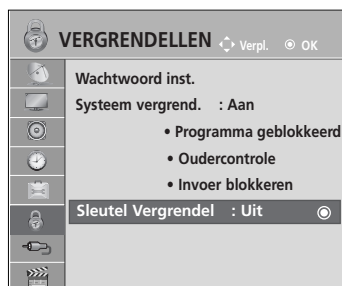 VERGRENDELLEN Verpl. OK
Wachtwoord inst.
Systeem vergrend. : Aan
• Programma geblokkeerd
• Oudercontrole
• Invoer blokkeren
Sleutel Vergrendel : Uit